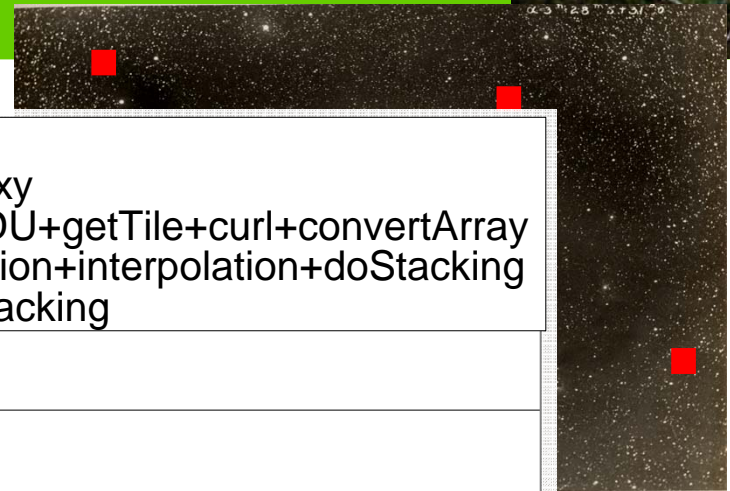 xy
DU+getTile+curl+convertArray
ion+interpolation+doStacking
acking